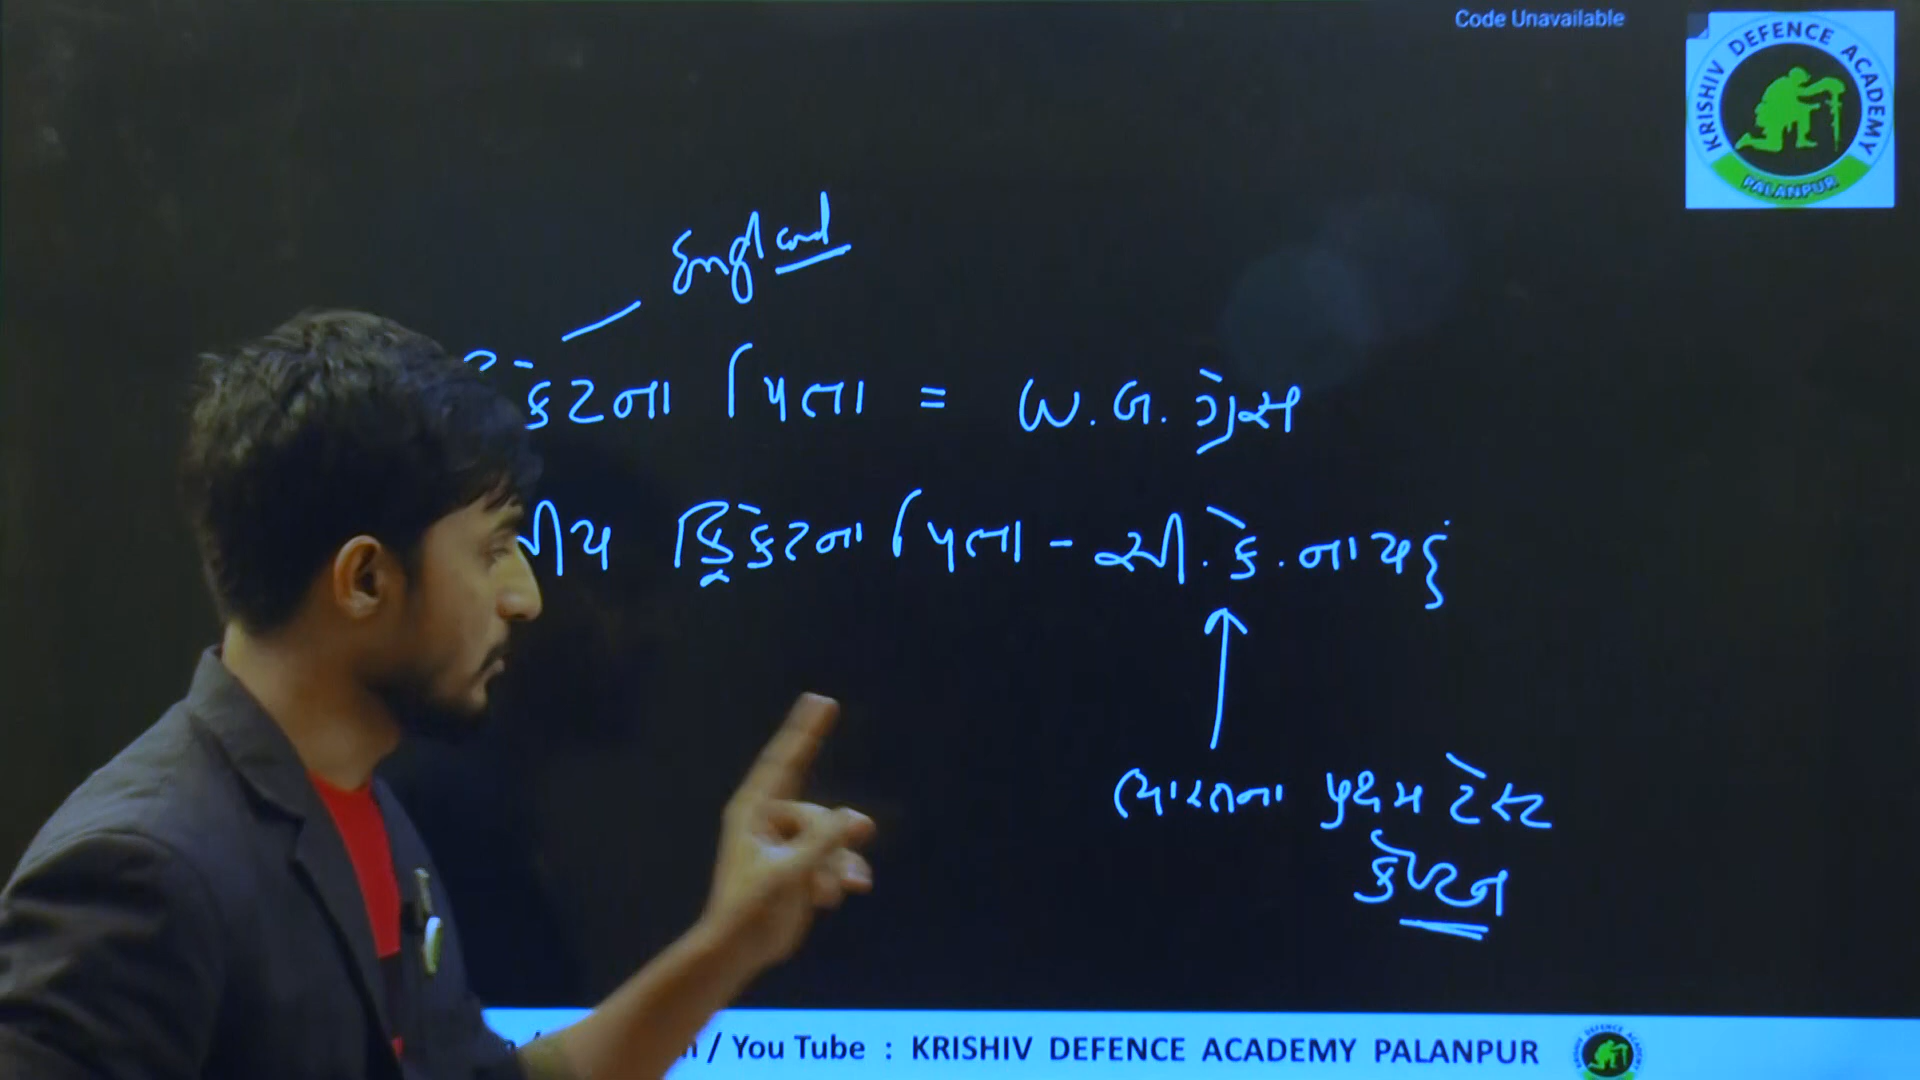 Code Unavailable
KRISHIV DEFENCE ACADEMY
PALANPUR
England
ક્રિકેટના પિતા = W. G. ગ્રેસ
ીય ક્રિકેટના પિતા - સી. કે. નાયડુ
ભારતના પ્રથમ ટેસ્ટ
કેપ્ટન
/ You Tube : KRISHIV DEFENCE ACADEMY PALANPUR